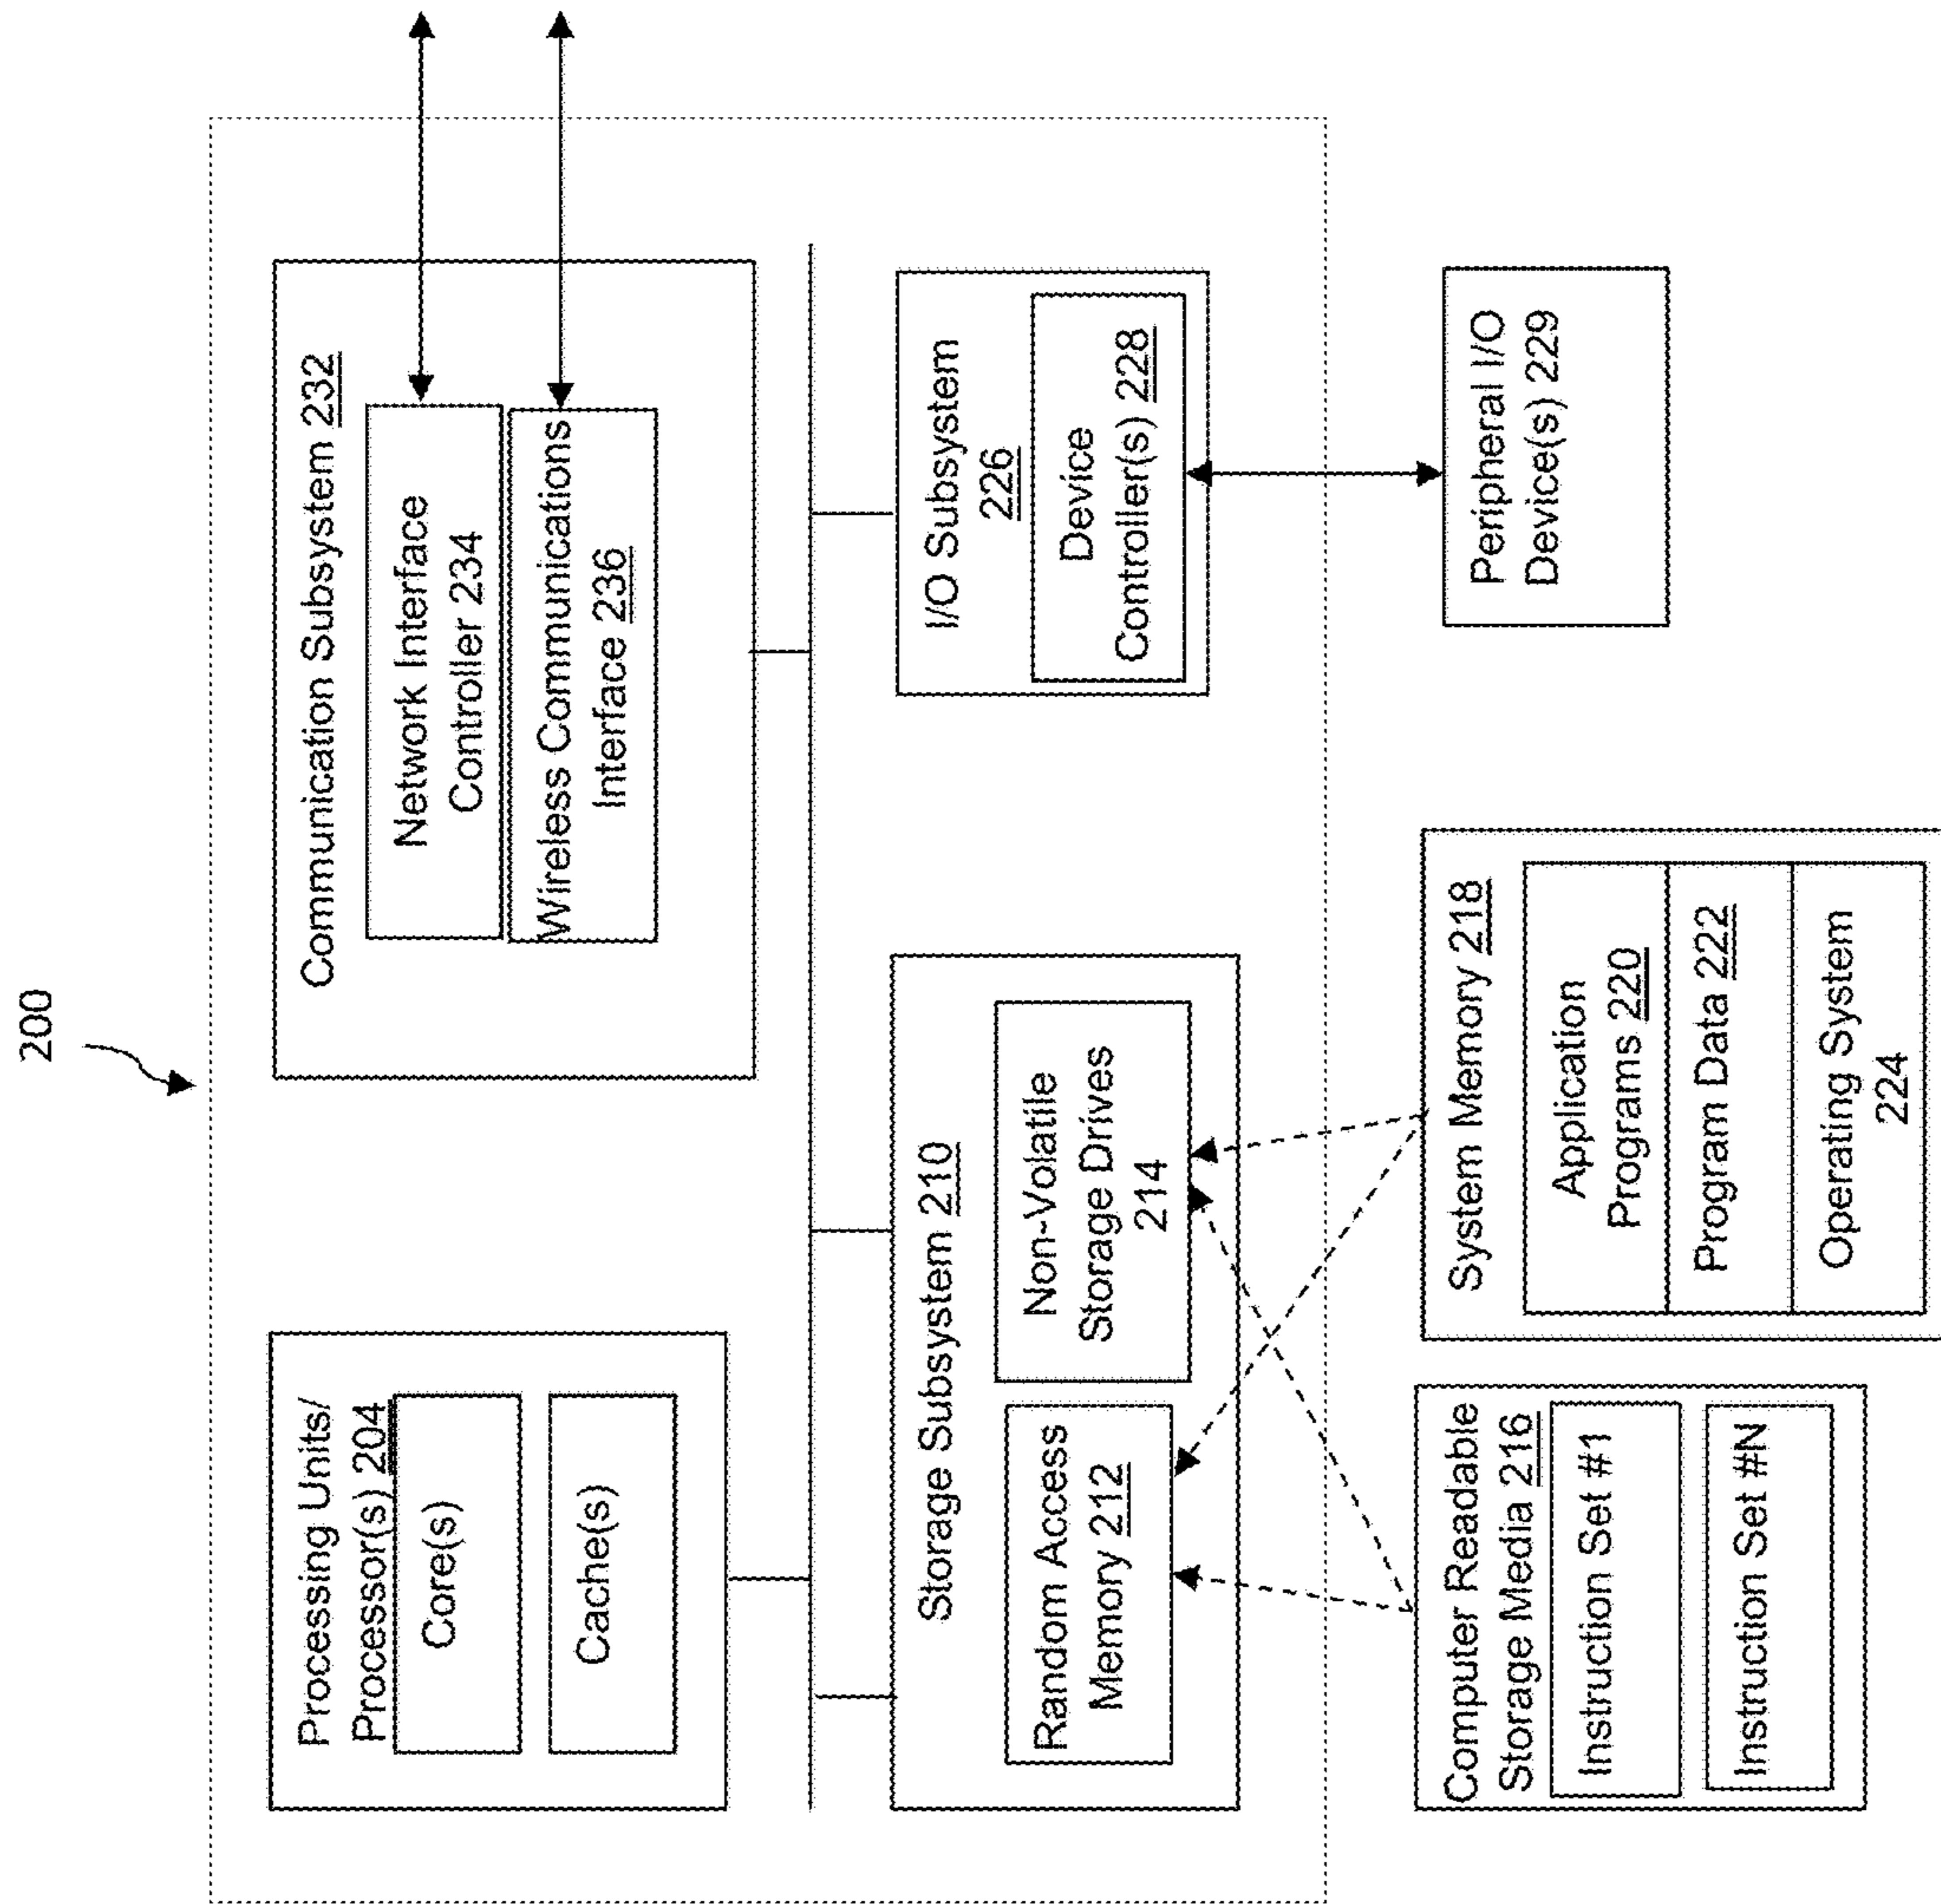 200
Processing Units/
Processor(s) 204
Core(s)
Cache(s)
Communication Subsystem 232
Network Interface
Controller 234
Wireless Communications
Interface 236
Storage Subsystem 210
Random Access
Memory 212
Non-Volatile
Storage Drives
214
I/O Subsystem
226
Device
Controller(s) 228
Computer Readable
Storage Media 216
Instruction Set #1
Instruction Set #N
System Memory 218
Application
Programs 220
Program Data 222
Operating System
224
Peripheral I/O
Device(s) 229